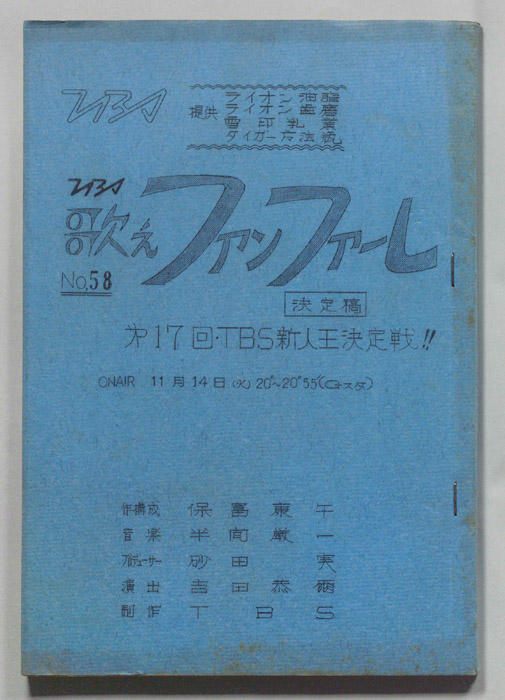 TBS
提供
ライオン油脂
ライオン歯磨
雪印乳業
タイガー魔法瓶
TBS
歌えファンファーレ
No.58
決定稿
第17回・TBS新人王決定戦!!
ONAIR 11月14日(火)20"~20"55'(Gスタ)
作・構成 保富東午
音楽 半間厳一
プロデューサー 砂田実
演出 吉田恭爾
制作 TBS